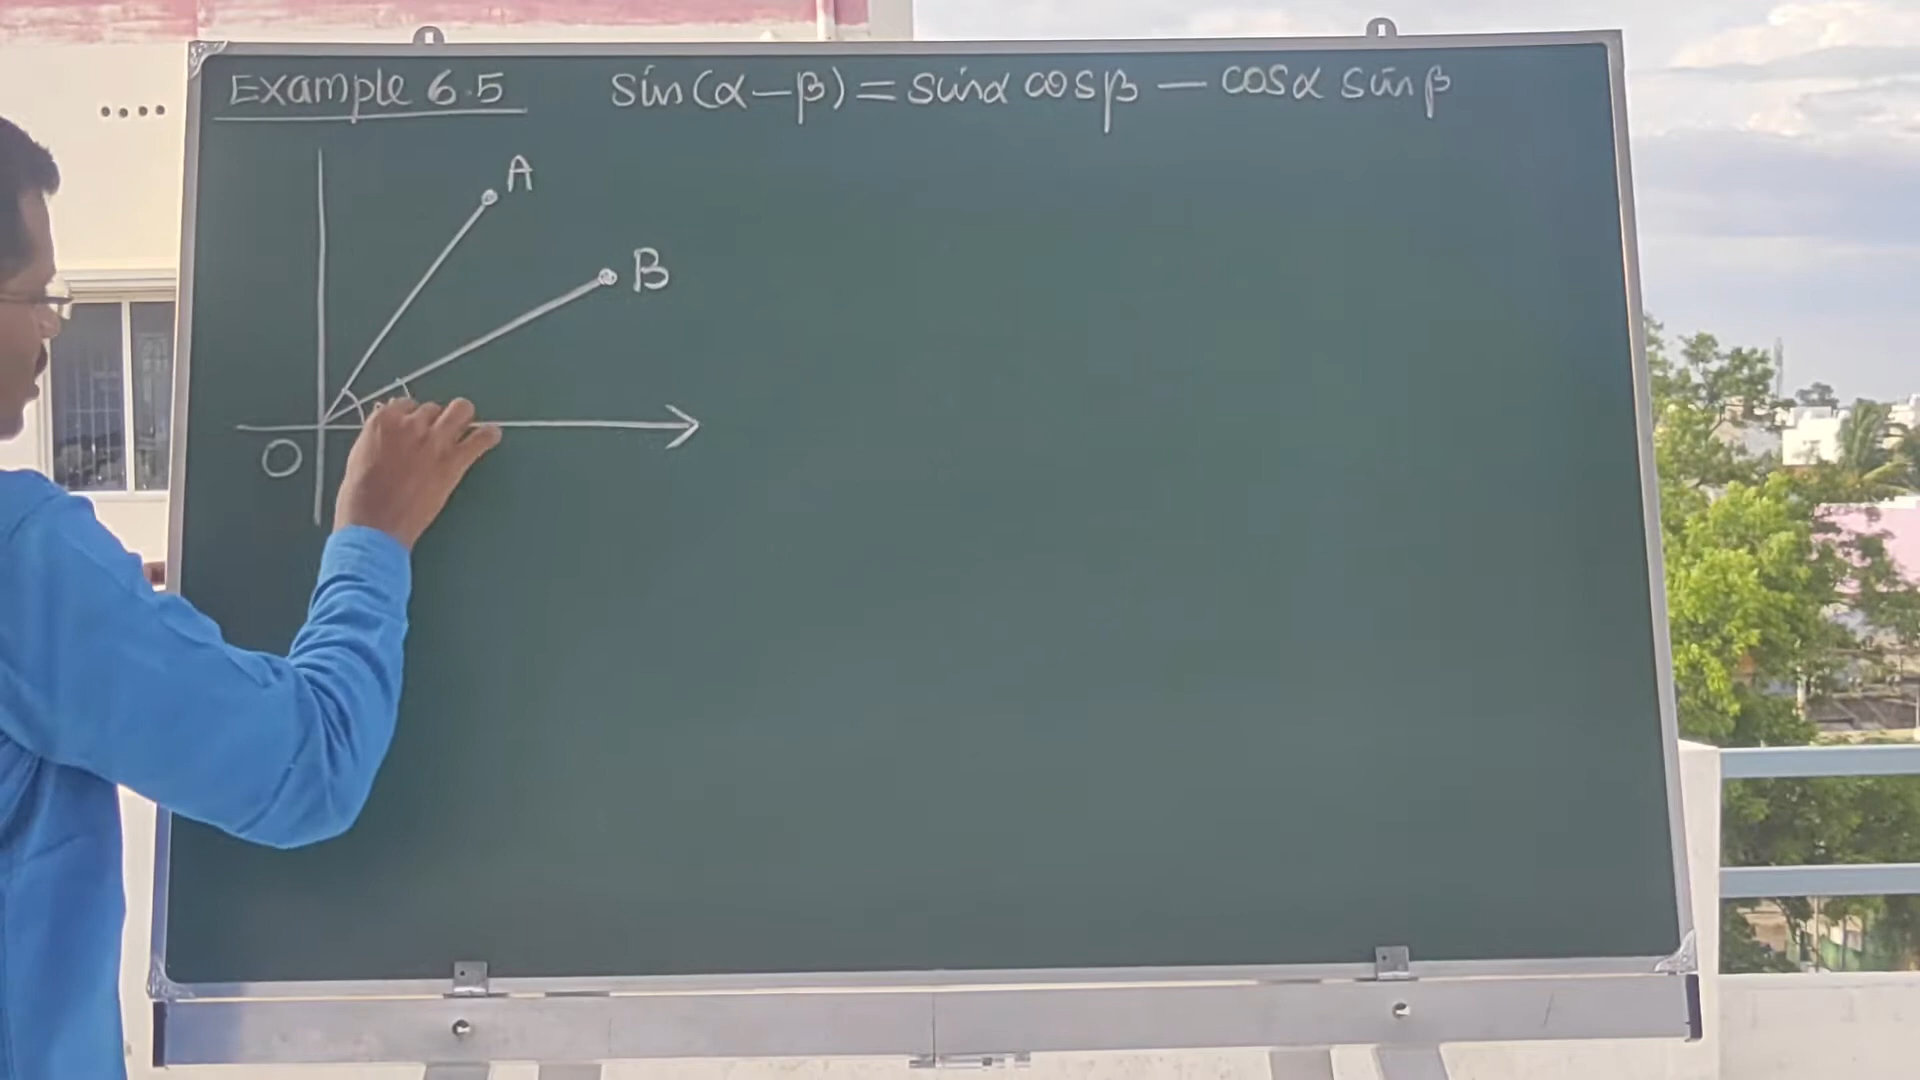 Example 6.5 sin(α-β) = sinα cosβ - cosα sinβ
A
B
O